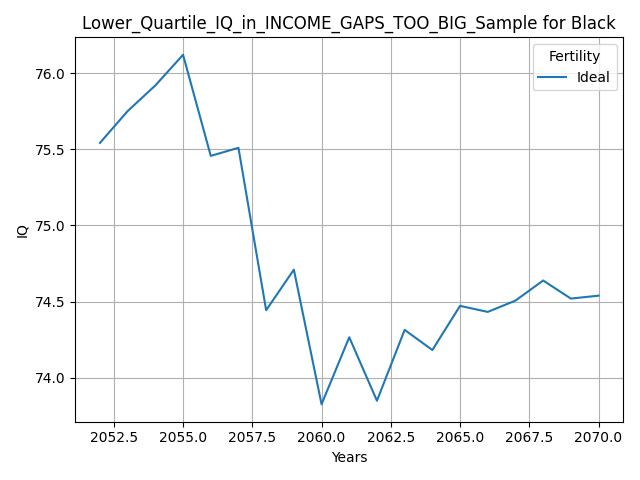 Lower_Quartile_IQ_in_INCOME_GAPS_TOO_BIG_Sample for Black
Fertility
Ideal
76.0
75.5
75.0
74.5
74.0
IQ
2052.5 2055.0 2057.5 2060.0 2062.5 2065.0 2067.5 2070.0
Years